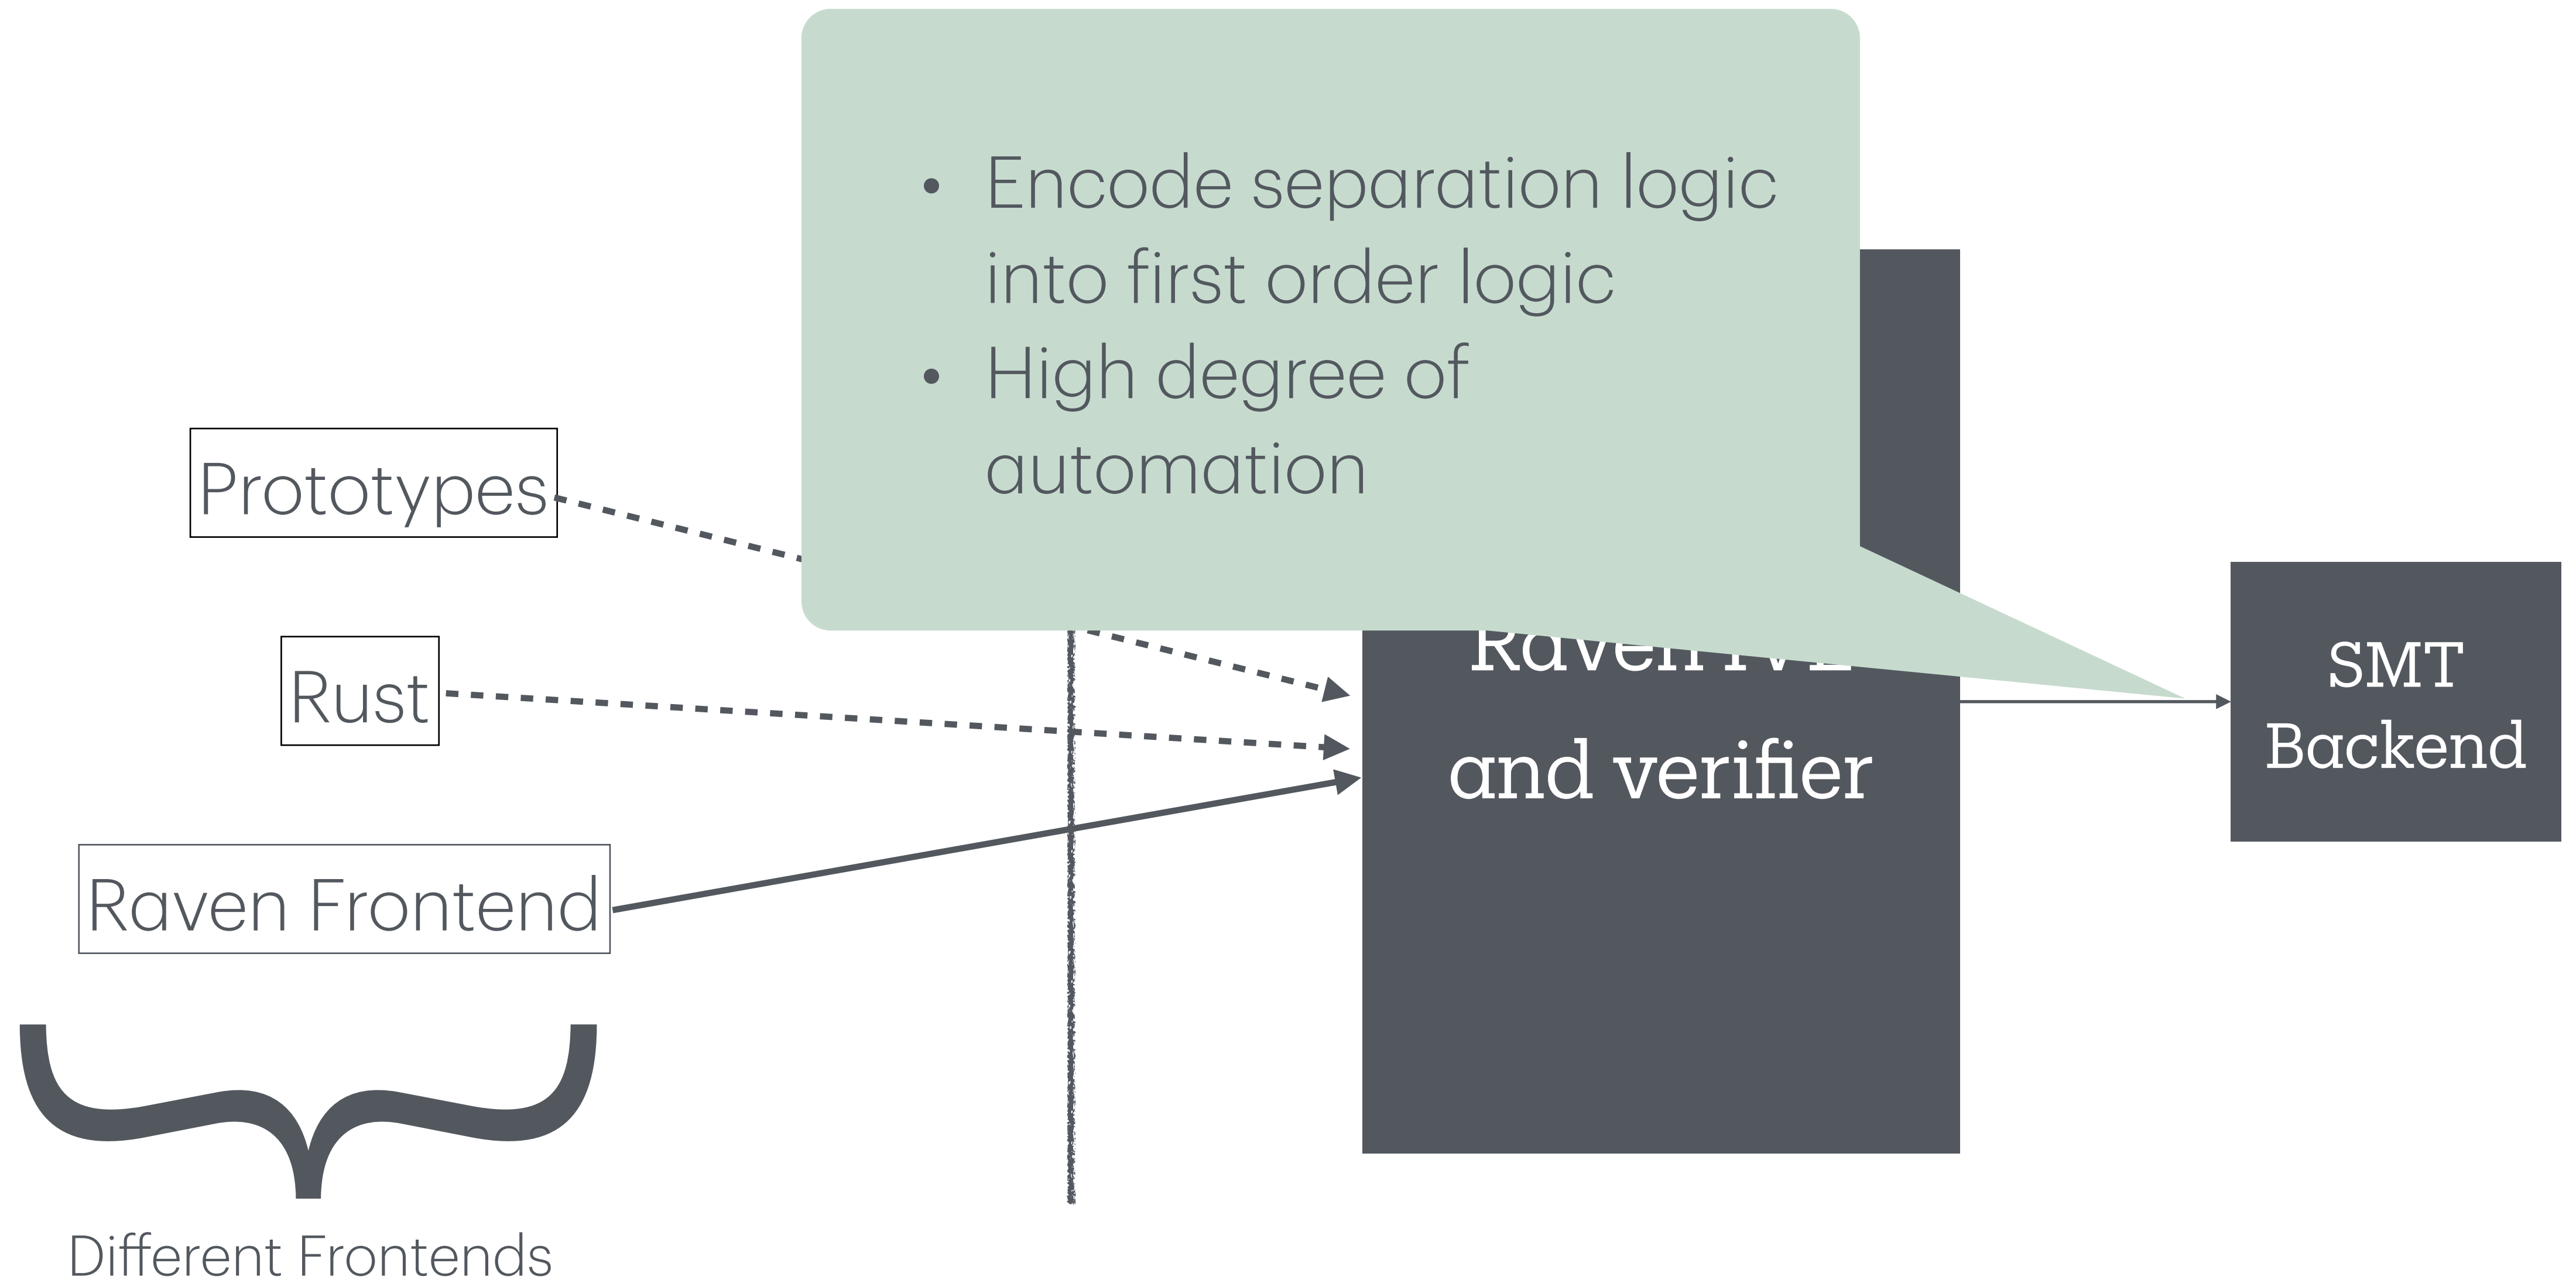 • Encode separation logic
into first order logic
• High degree of
automation
Prototypes
Rust
Raven Frontend
Different Frontends
Raven
and verifier
SMT
Backend